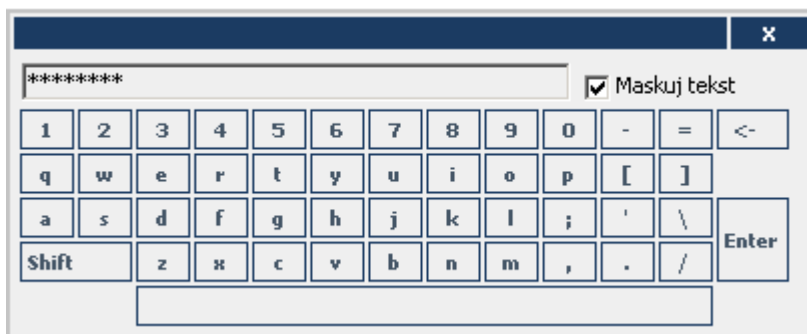 x
******** Maskuj tekst
1 2 3 4 5 6 7 8 9 0 - = <-
q w e r t y u i o p [ ]
a s d f g h j k l ; ' \ Enter
Shift z x c v b n m , . /